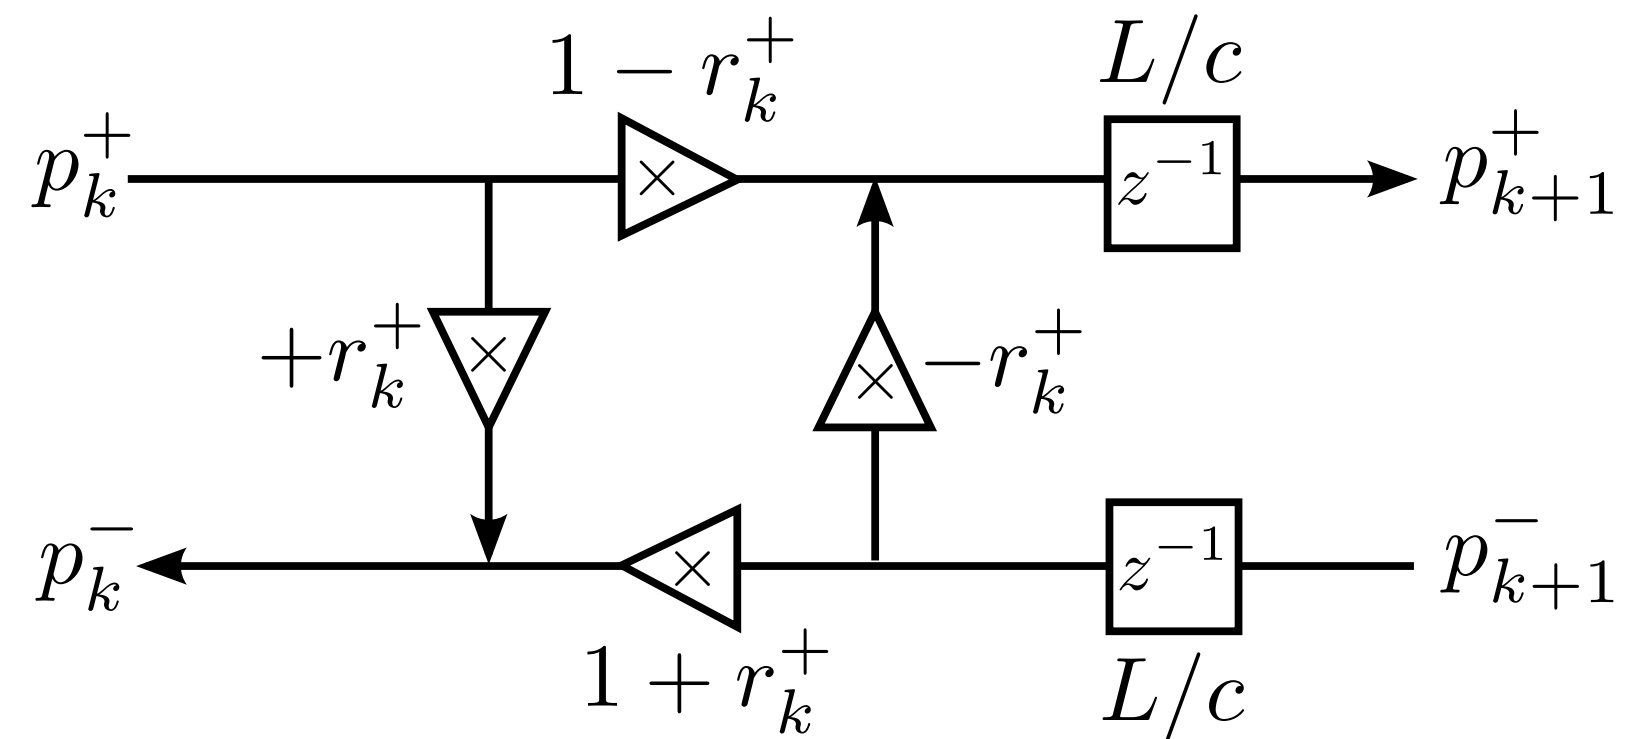 1 − r_k^+
L/c
p_k^+
×
z^{−1}
p_{k+1}^+
+r_k^+
×
×
−r_k^+
p_k^−
×
z^{−1}
p_{k+1}^−
1 + r_k^+
L/c